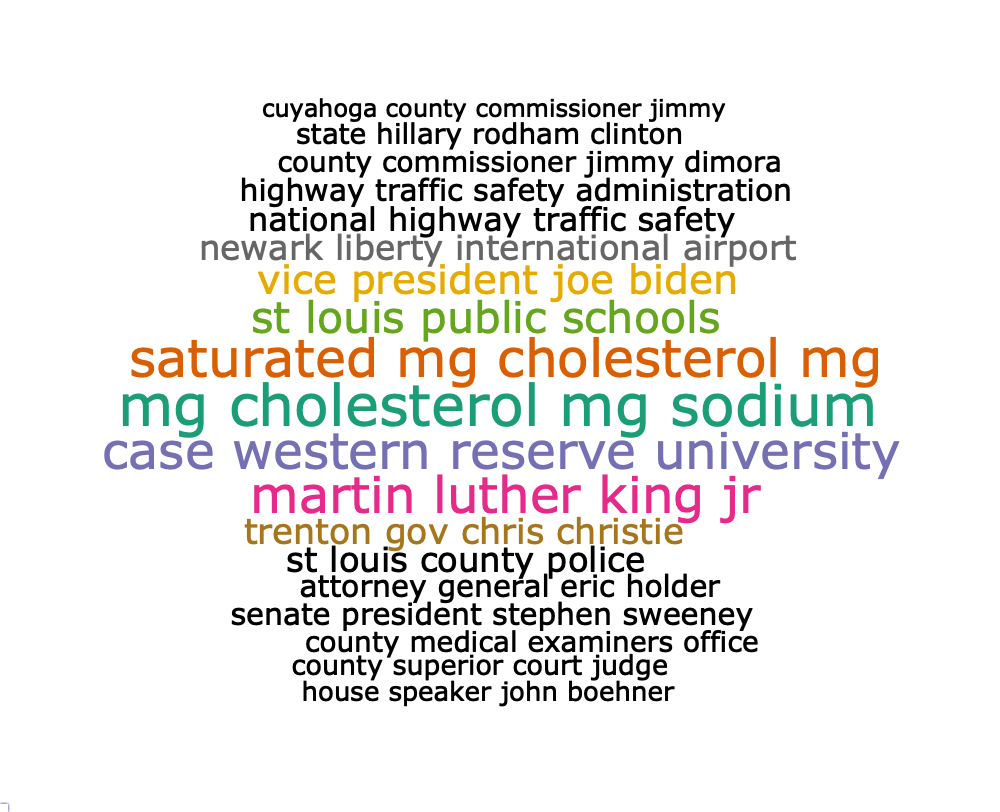 cuyahoga county commissioner jimmy
state hillary rodham clinton
county commissioner jimmy dimora
highway traffic safety administration
national highway traffic safety
newark liberty international airport
vice president joe biden
st louis public schools
saturated mg cholesterol mg
mg cholesterol mg sodium
case western reserve university
martin luther king jr
trenton gov chris christie
st louis county police
attorney general eric holder
senate president stephen sweeney
county medical examiners office
county superior court judge
house speaker john boehner